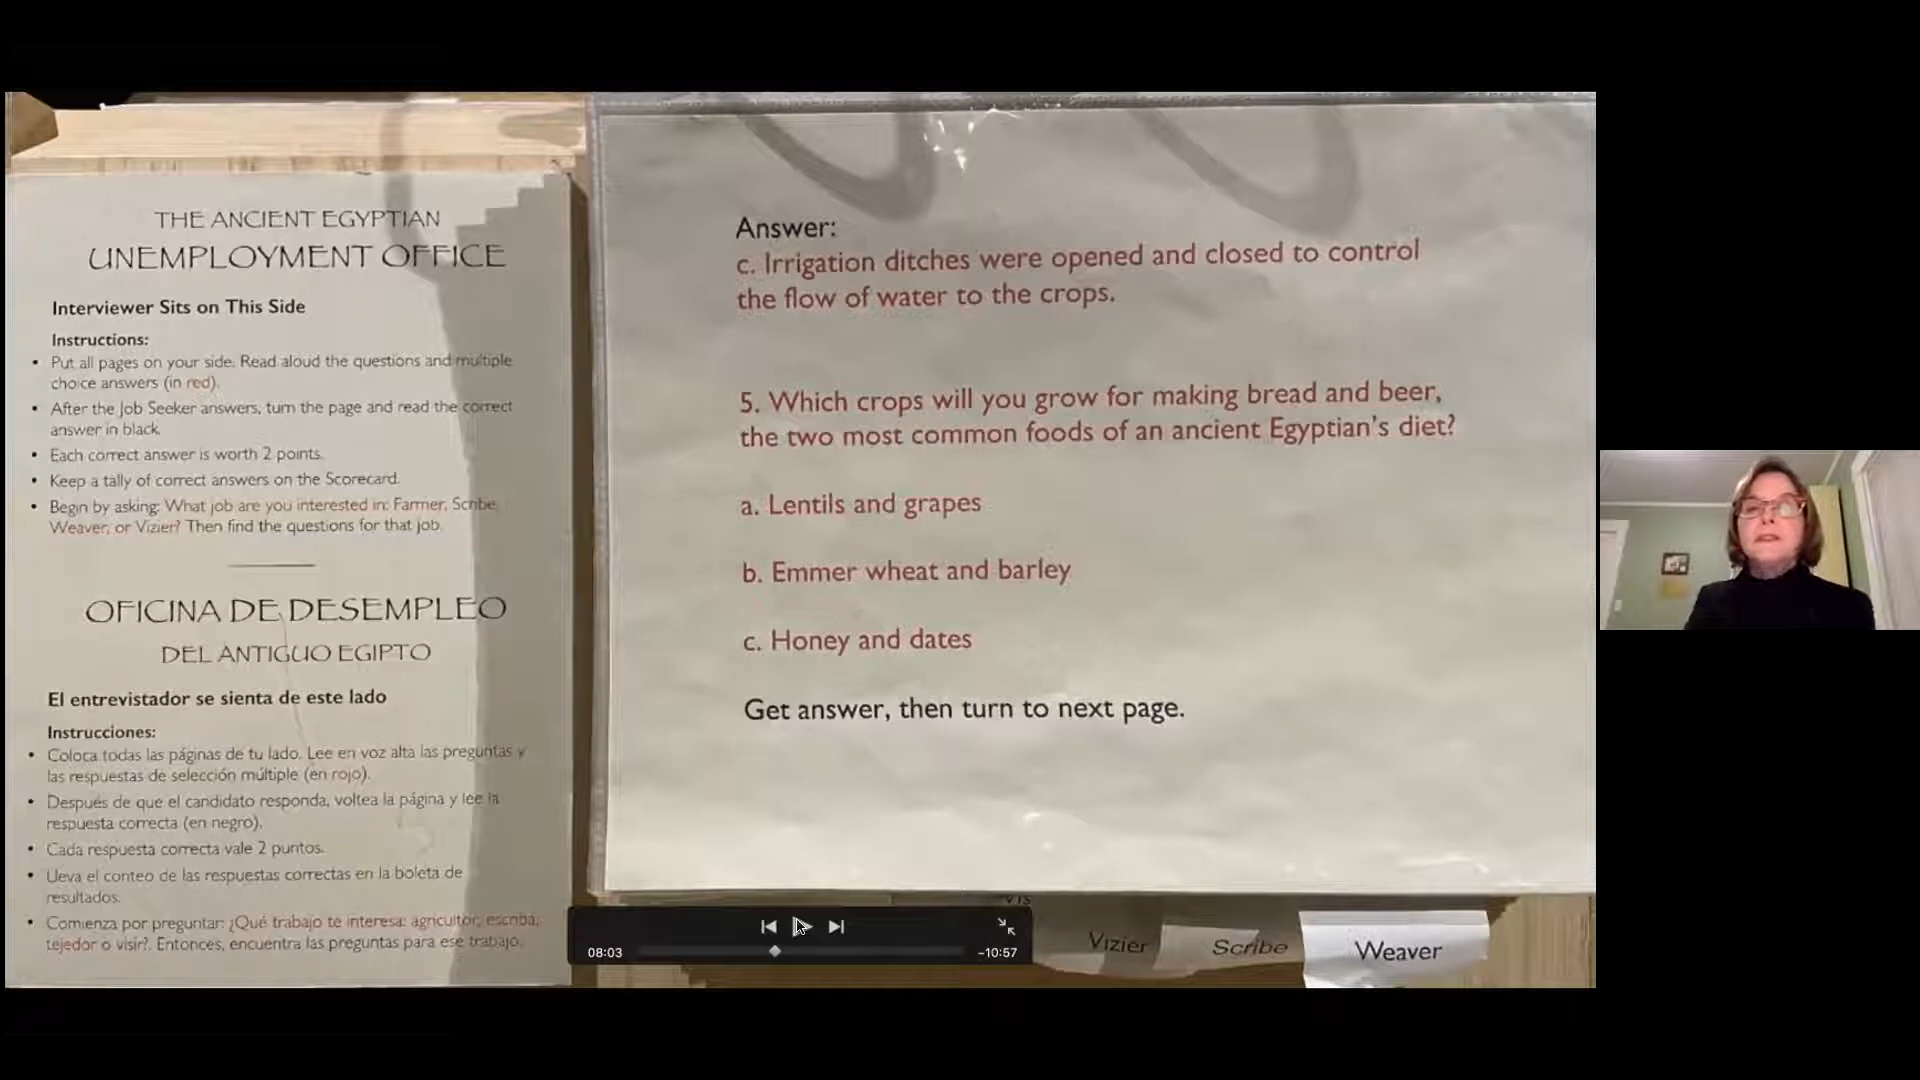 THE ANCIENT EGYPTIAN
UNEMPLOYMENT OFFICE
Interviewer Sits on This Side
Instructions:
• Put all pages on your side. Read aloud the questions and multiple
choice answers (in red).
• After the Job Seeker answers, turn the page and read the correct
answer in black.
• Each correct answer is worth 2 points.
• Keep a tally of correct answers on the Scorecard.
• Begin by asking: What job are you interested in: Farmer, Scribe,
Weaver, or Vizier? Then find the questions for that job.
OFICINA DE DESEMPLEO
DEL ANTIGUO EGIPTO
El entrevistador se sienta de este lado
Instrucciones:
• Coloca todas las páginas de tu lado. Lee en voz alta las preguntas y
las respuestas de selección múltiple (en rojo).
• Después de que el candidato responda, voltea la página y lee la
respuesta correcta (en negro).
• Cada respuesta correcta vale 2 puntos.
• Lleva el conteo de las respuestas correctas en la boleta de
resultados.
• Comienza por preguntar: ¿Qué trabajo te interesa: agricultor, escriba,
tejedor o visir?. Entonces, encuentra las preguntas para ese trabajo.
Answer:
c. Irrigation ditches were opened and closed to control
the flow of water to the crops.
5. Which crops will you grow for making bread and beer,
the two most common foods of an ancient Egyptian's diet?
a. Lentils and grapes
b. Emmer wheat and barley
c. Honey and dates
Get answer, then turn to next page.
08:03
-10:57
Vizier
Scribe
Weaver